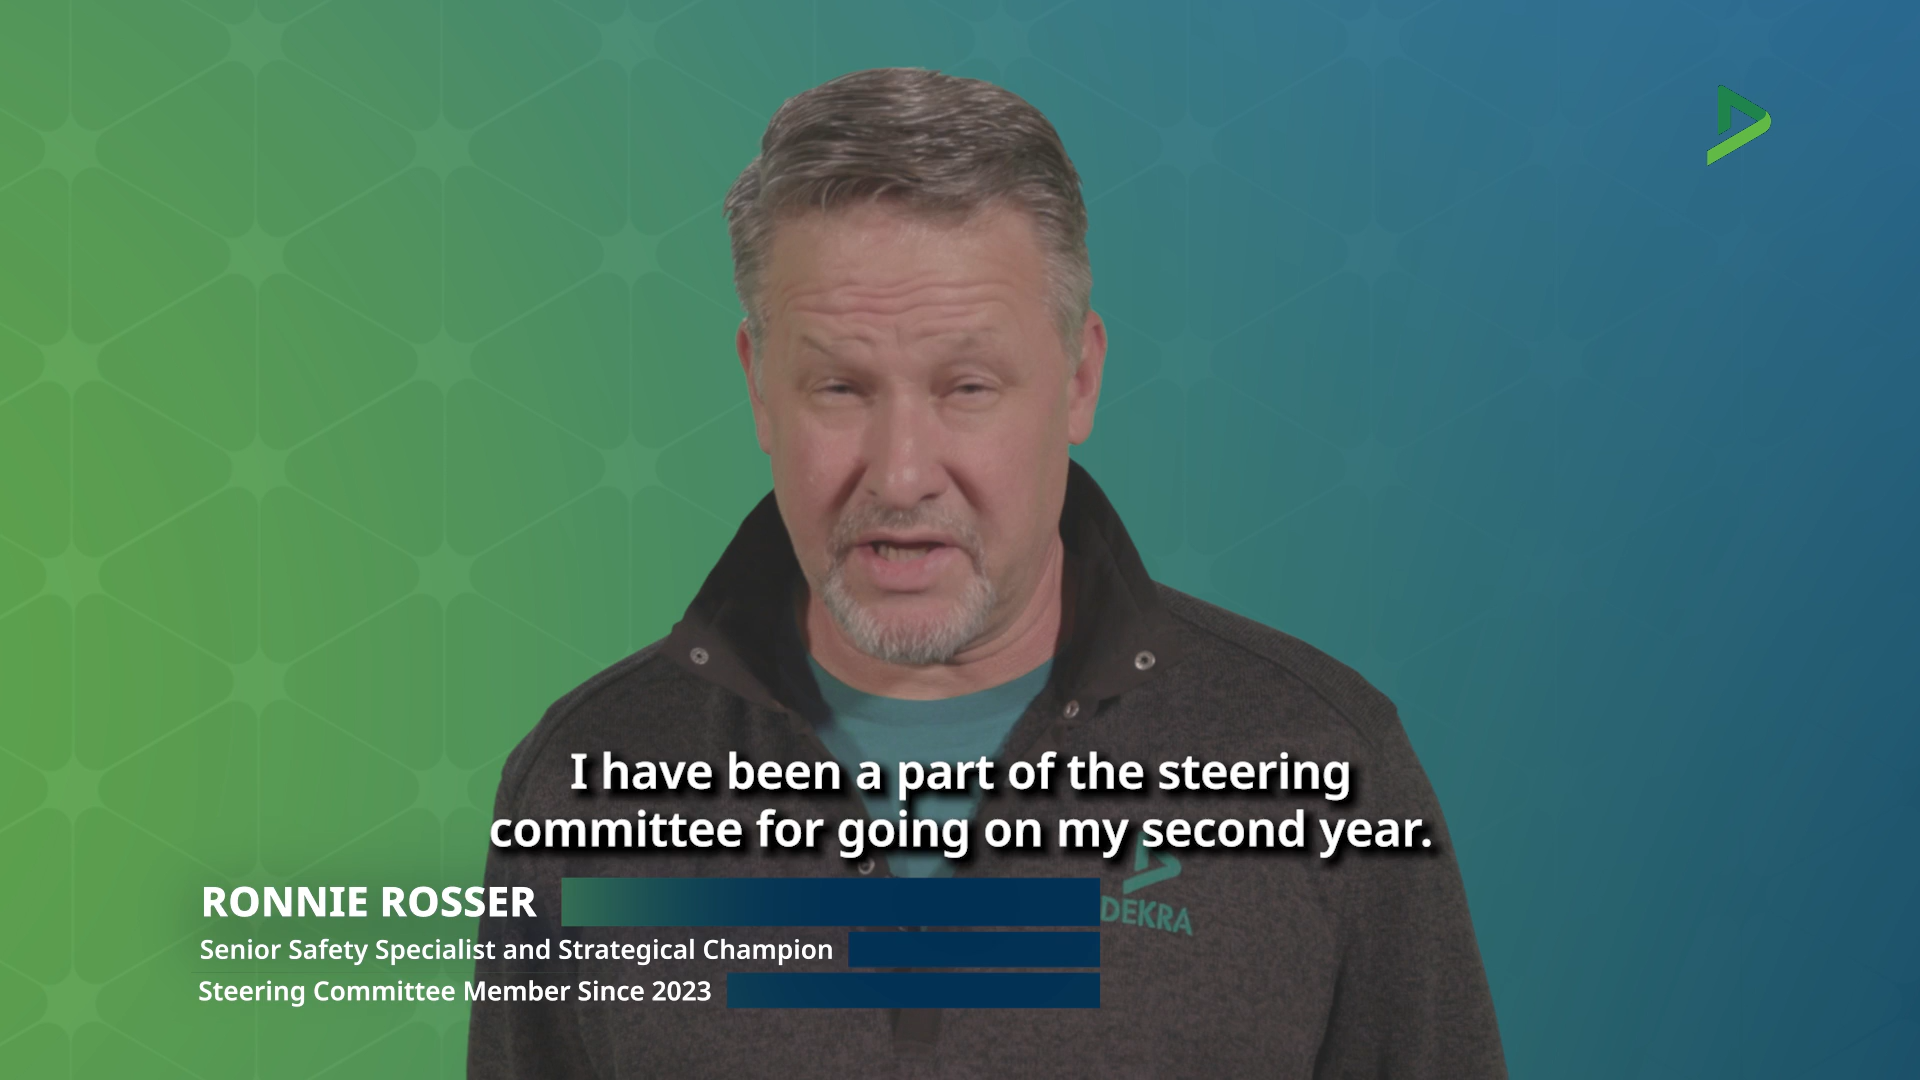 I have been a part of the steering
committee for going on my second year.
RONNIE ROSSER
DEKRA
Senior Safety Specialist and Strategical Champion
Steering Committee Member Since 2023